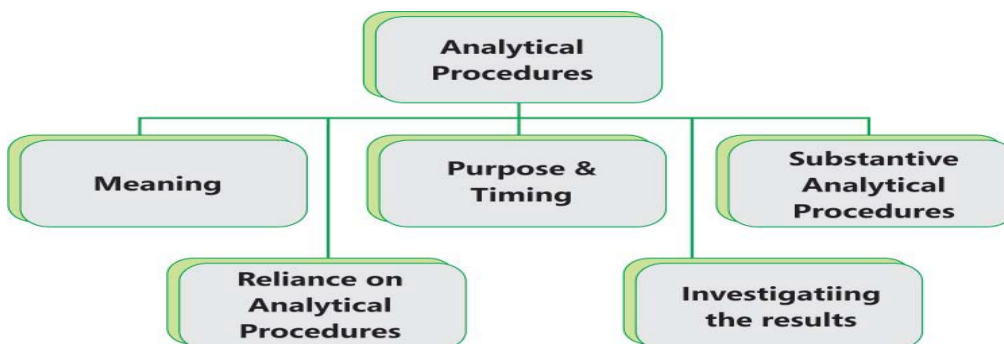 Analytical
Procedures
Meaning
Purpose &
Timing
Substantive
Analytical
Procedures
Reliance on
Analytical
Procedures
Investigatiing
the results